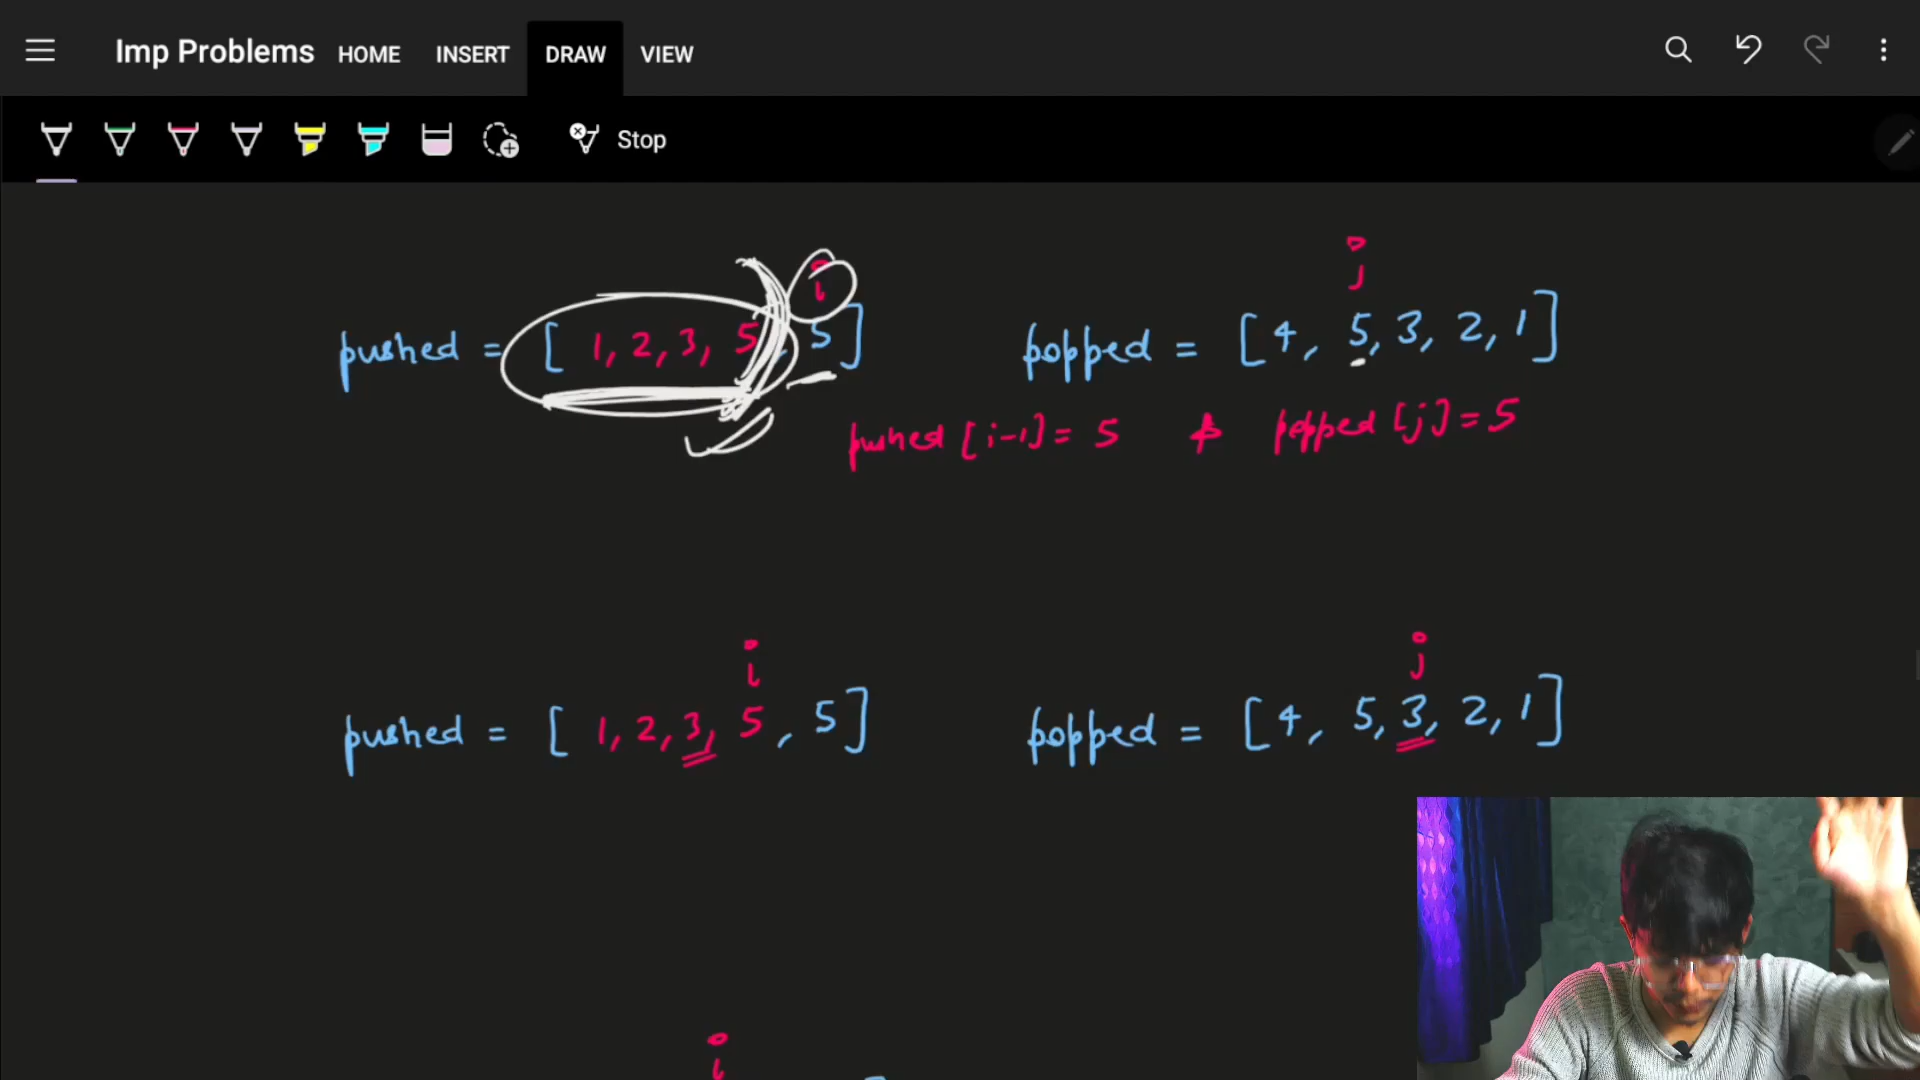 Imp Problems HOME INSERT DRAW VIEW
Stop
i j
pushed = [ 1, 2, 3, 5, 5] popped = [4, 5, 3, 2, 1]
pushed [i-1] = 5 & popped [j] = 5
i j
pushed = [ 1, 2, 3, 5, 5] popped = [4, 5, 3, 2, 1]
i